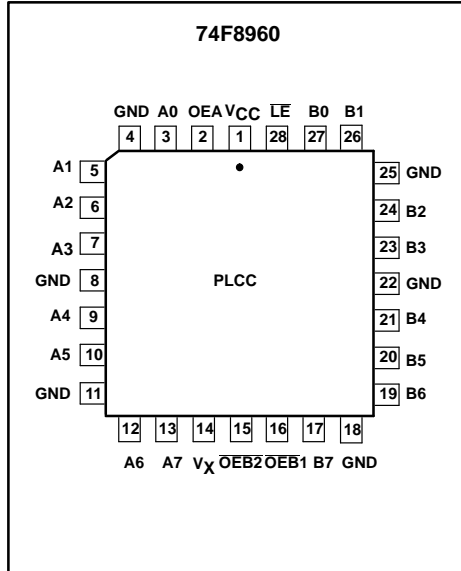 74F8960
GND A0 OEA VCC LE B0 B1
4 3 2 1 28 27 26
A1 5
25 GND
A2 6
24 B2
A3 7
23 B3
GND 8
PLCC
22 GND
A4 9
21 B4
A5 10
20 B5
GND 11
19 B6
12 13 14 15 16 17 18
A6 A7 VX OEB2 OEB1 B7 GND